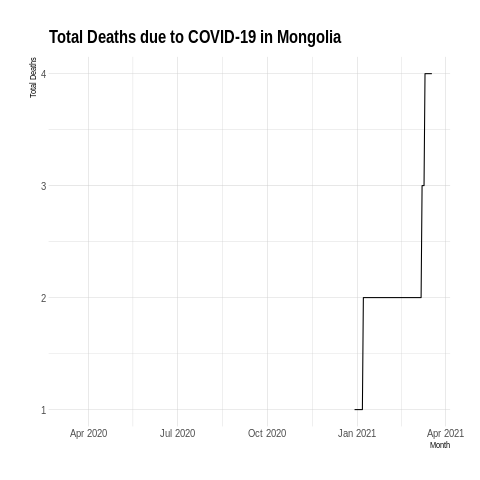 Total Deaths due to COVID-19 in Mongolia
Total Deaths
4
3
2
1
Apr 2020
Jul 2020
Oct 2020
Jan 2021
Apr 2021
Month